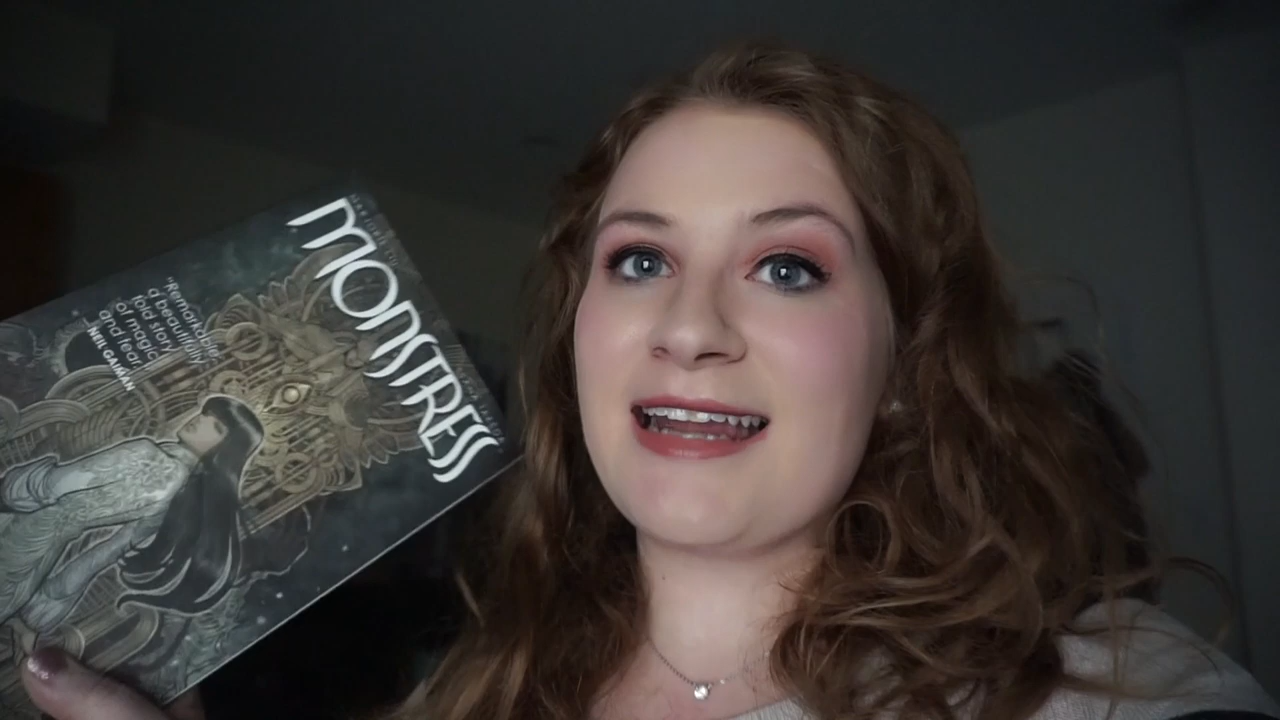 MONSTRESS
"Remarkable:
a beautifully
told story
of magic
and fear."
NEIL GAIMAN